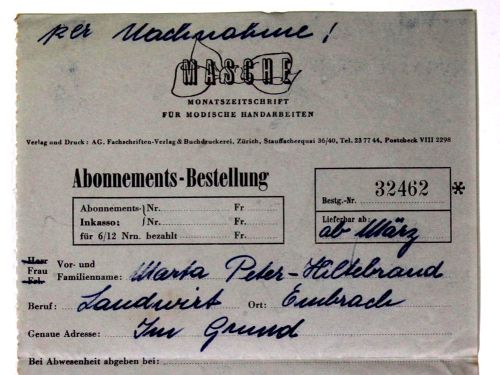 per Nachnahme!
MASCHE
MONATSZEITSCHRIFT
FÜR MODISCHE HANDARBEITEN
Verlag und Druck: AG. Fachschriften-Verlag & Buchdruckerei, Zürich, Stauffacherquai 36/40, Tel. 23 77 44, Postcheck VIII 2298
Abonnements-Bestellung
Bestg.-Nr. 32462 *
Abonnements- Nr. Fr
Inkasso: Nr. Fr
für 6/12 Nrn. bezahlt Fr
Lieferbar ab:
ab März
Herr
Frau
Frl.
Vor- und
Familienname: Marta Peter-Hiltebrand
Beruf: Landwirt Ort: Embrach
Genaue Adresse: Im Grund
Bei Abwesenheit abgeben bei: